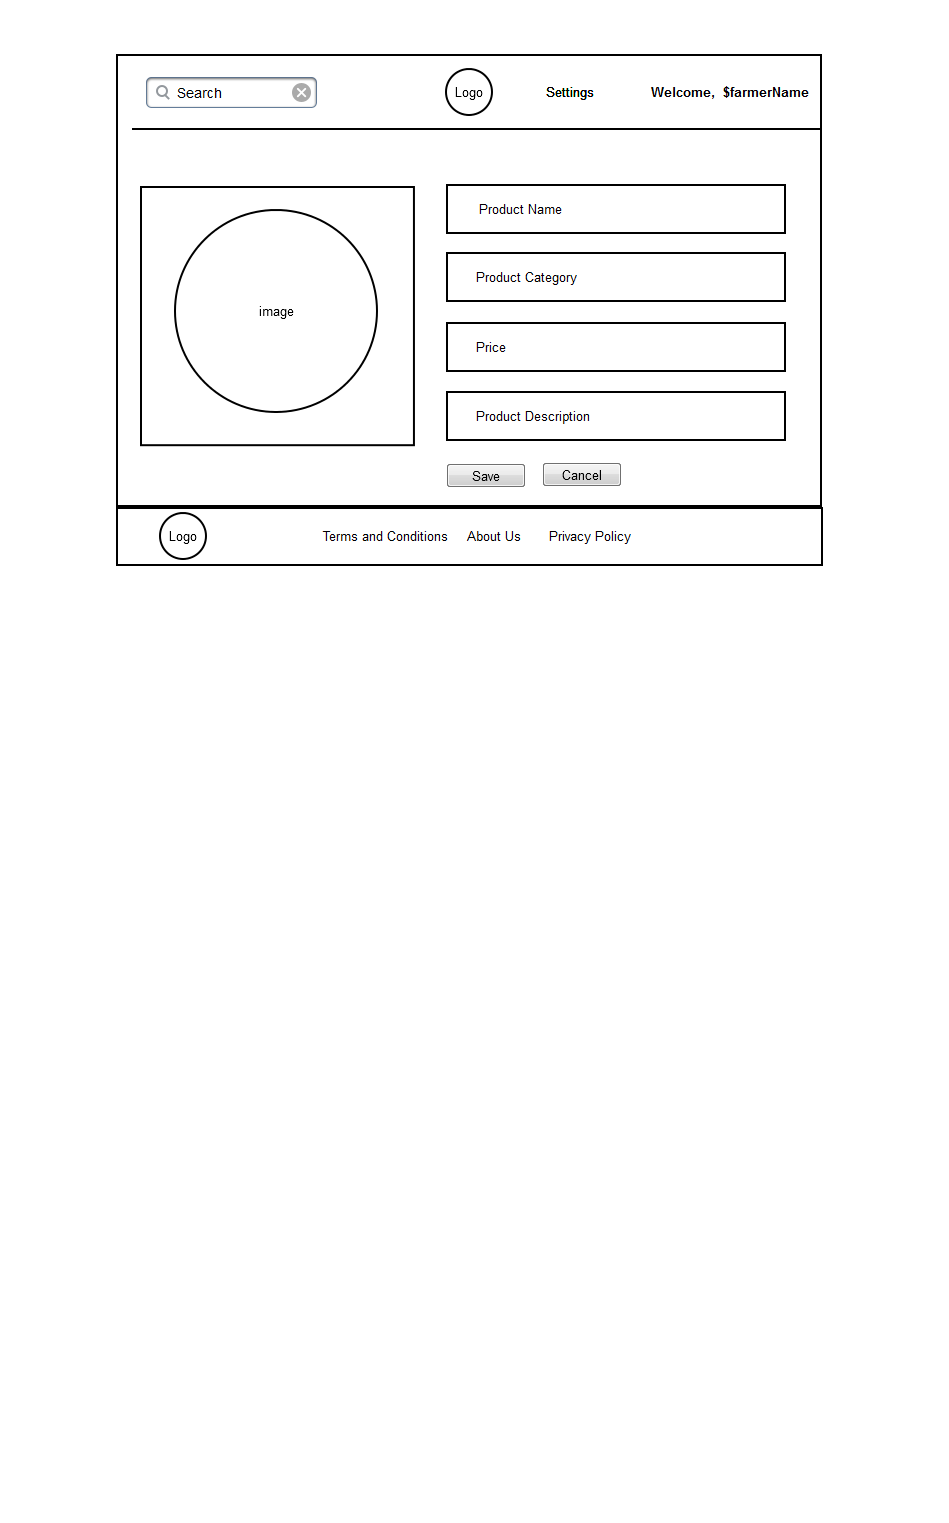 Search
Logo
Settings
Welcome, $farmerName
image
Product Name
Product Category
Price
Product Description
Save
Cancel
Logo
Terms and Conditions
About Us
Privacy Policy